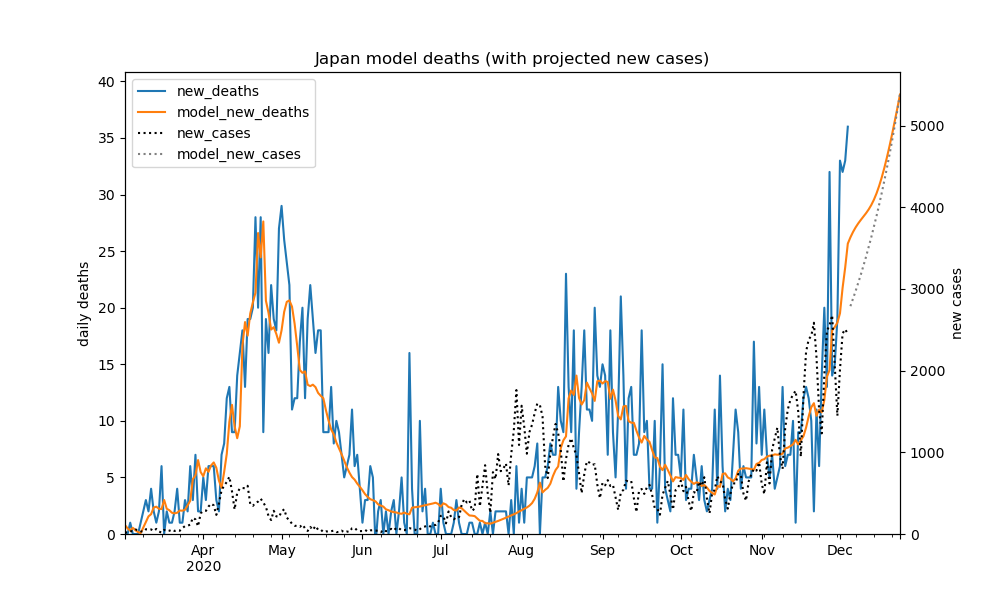 Japan model deaths (with projected new cases)
new_deaths
model_new_deaths
new_cases
model_new_cases
daily deaths
40
35
30
25
20
15
10
5
0
new cases
5000
4000
3000
2000
1000
0
Apr May Jun Jul Aug Sep Oct Nov Dec
2020